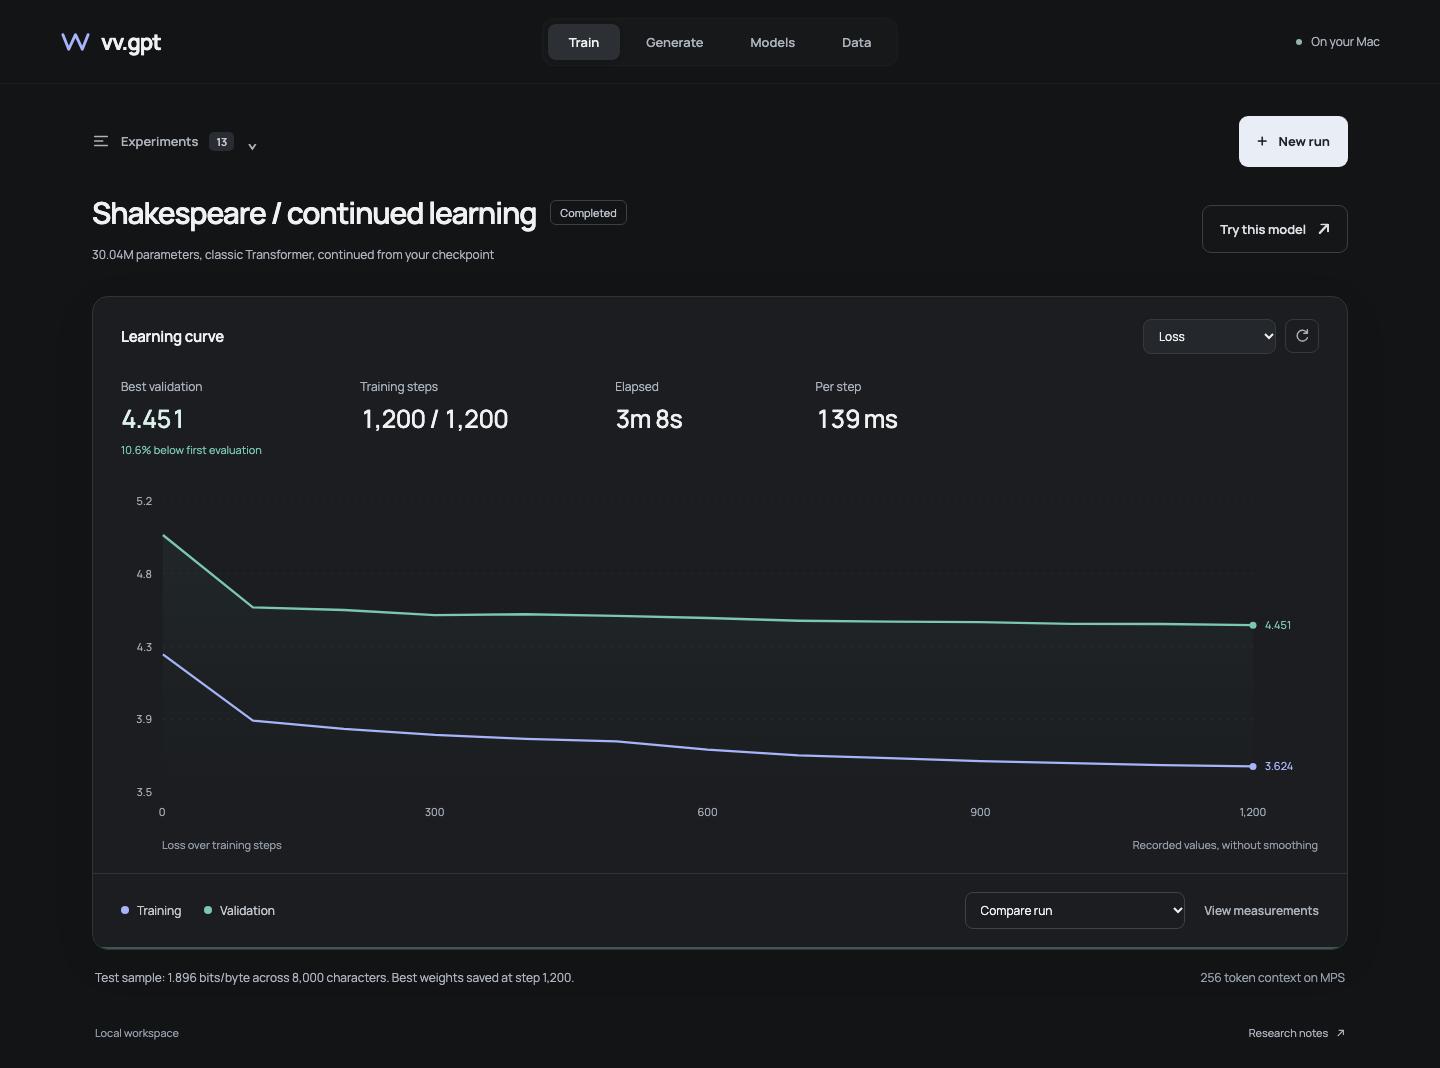 vv.gpt
Train
Generate
Models
Data
On your Mac
Experiments 13
+ New run
Shakespeare / continued learning
Completed
30.04M parameters, classic Transformer, continued from your checkpoint
Try this model
Learning curve
Loss
Best validation
4.451
10.6% below first evaluation
Training steps
1,200 / 1,200
Elapsed
3m 8s
Per step
139 ms
5.2
4.8
4.3
3.9
3.5
4.451
3.624
0
300
600
900
1,200
Loss over training steps
Recorded values, without smoothing
Training
Validation
Compare run
View measurements
Test sample: 1.896 bits/byte across 8,000 characters. Best weights saved at step 1,200.
256 token context on MPS
Local workspace
Research notes